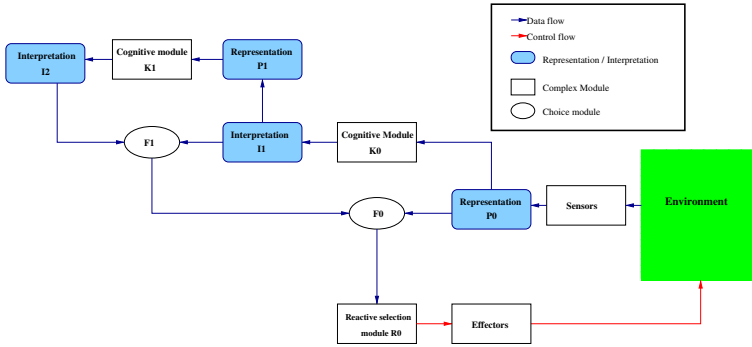 Data flow
Control flow
Representation / Interpretation
Complex Module
Choice module
Interpretation
I2
Cognitive module
K1
Representation
P1
F1
Interpretation
I1
Cognitive Module
K0
F0
Representation
P0
Sensors
Environment
Reactive selection
module R0
Effectors